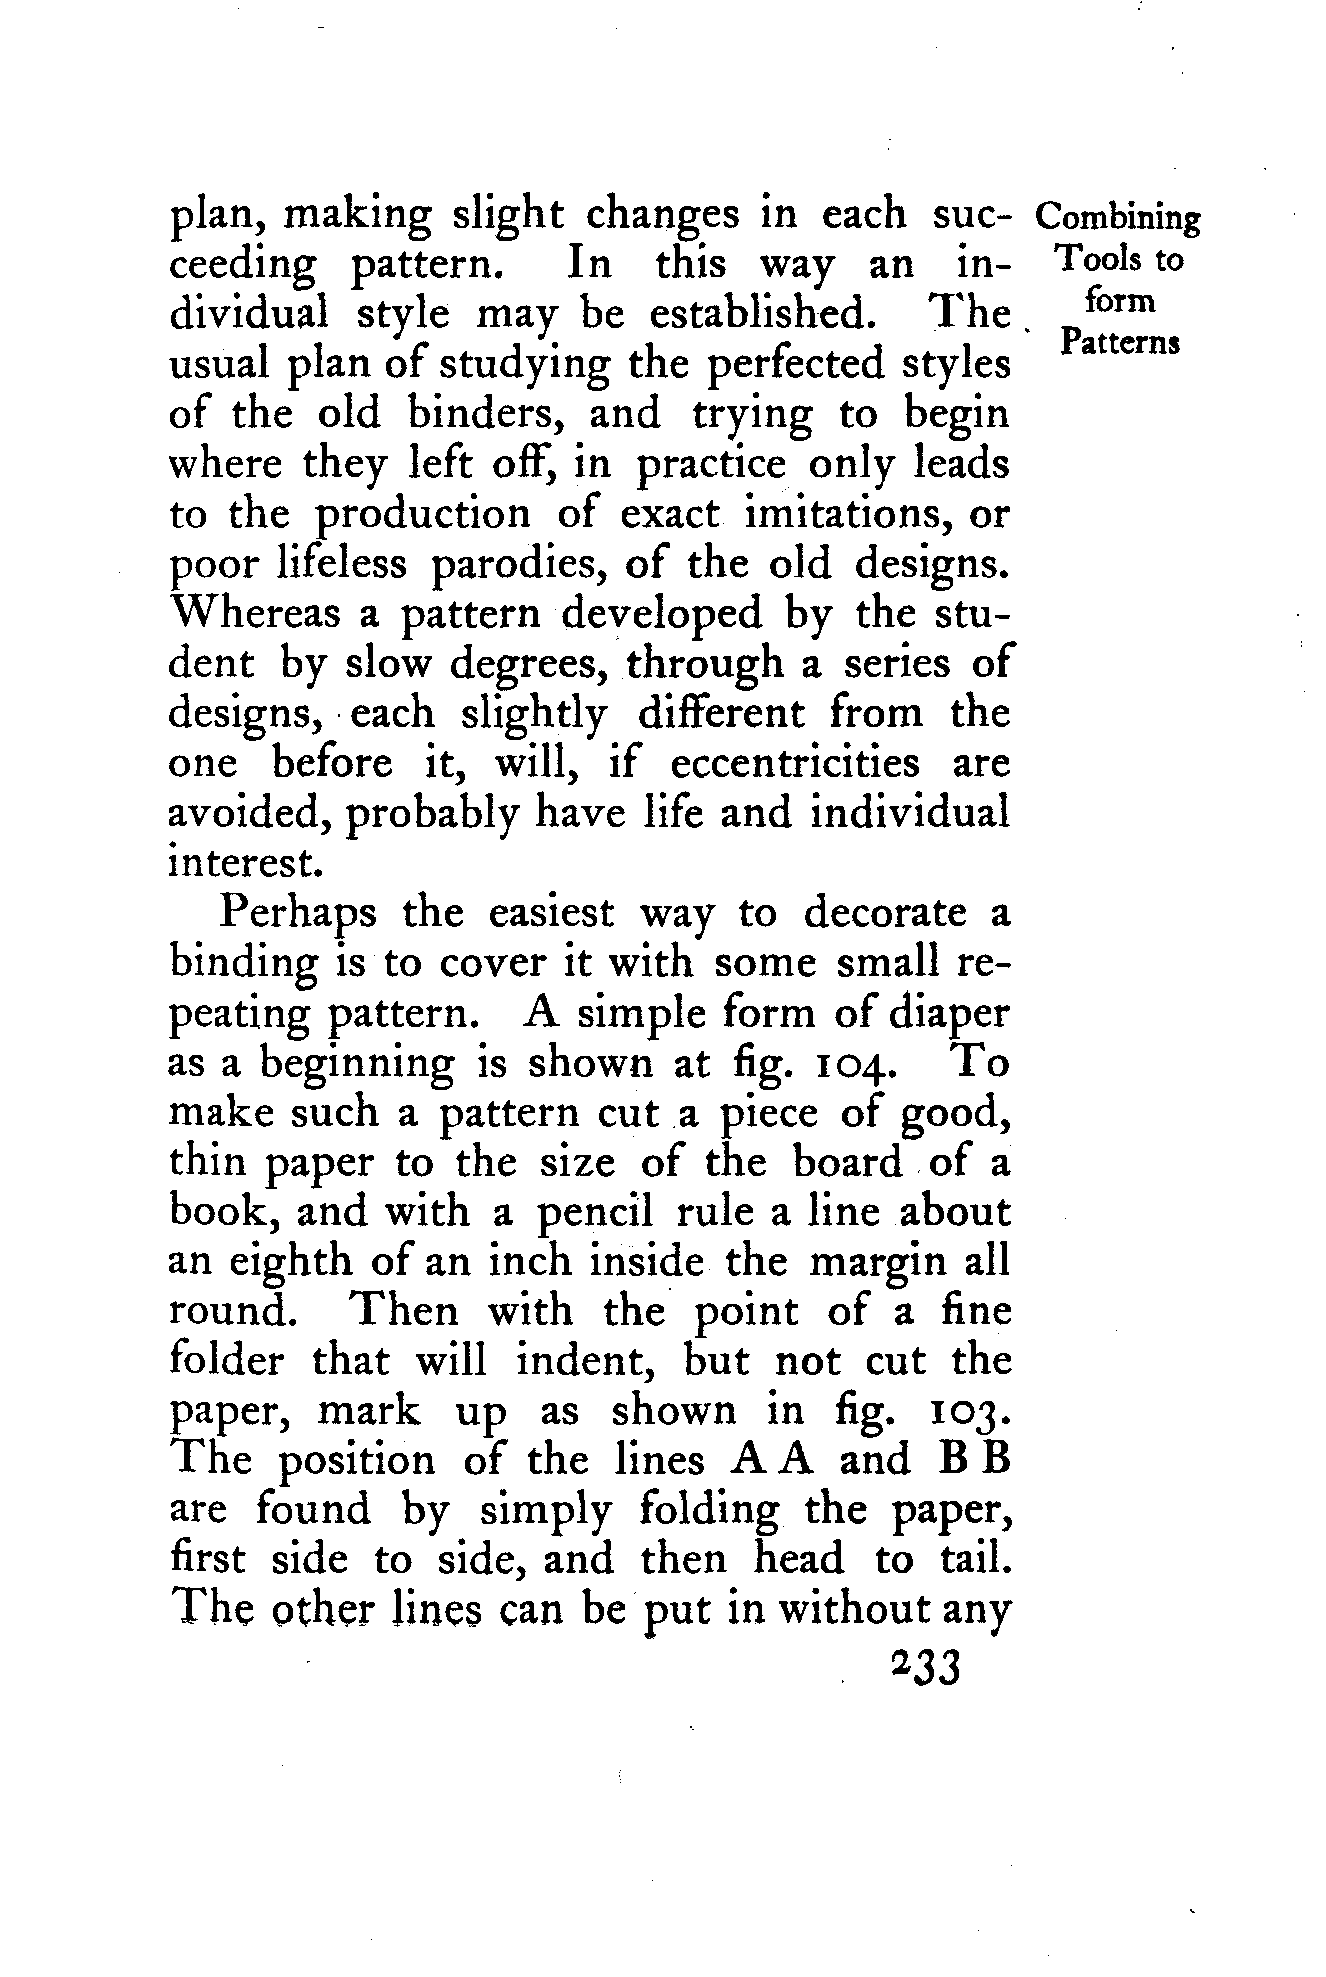 plan, making slight changes in each suc-
ceeding pattern. In this way an in-
dividual style may be established. The
usual plan of studying the perfected styles
of the old binders, and trying to begin
where they left off, in practice only leads
to the production of exact imitations, or
poor lifeless parodies, of the old designs.
Whereas a pattern developed by the stu-
dent by slow degrees, through a series of
designs, each slightly different from the
one before it, will, if eccentricities are
avoided, probably have life and individual
interest.
Perhaps the easiest way to decorate a
binding is to cover it with some small re-
peating pattern. A simple form of diaper
as a beginning is shown at fig. 104. To
make such a pattern cut a piece of good,
thin paper to the size of the board of a
book, and with a pencil rule a line about
an eighth of an inch inside the margin all
round. Then with the point of a fine
folder that will indent, but not cut the
paper, mark up as shown in fig. 103.
The position of the lines A A and B B
are found by simply folding the paper,
first side to side, and then head to tail.
The other lines can be put in without any
Combining
Tools to
form
Patterns
233